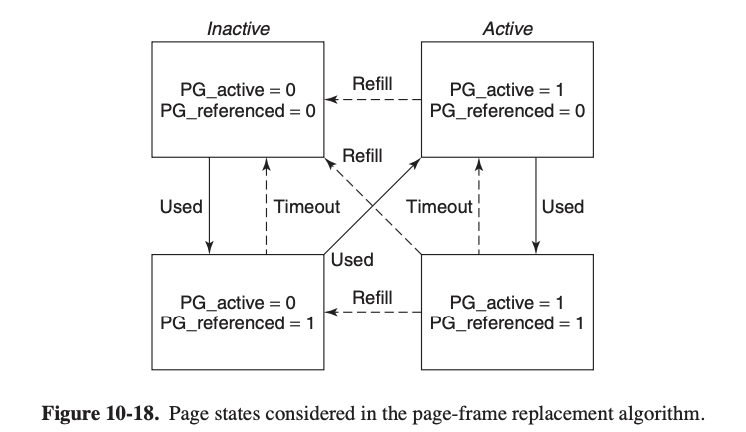 Inactive
Active
PG_active = 0
PG_referenced = 0
Refill
PG_active = 1
PG_referenced = 0
Refill
Used
Timeout
Timeout
Used
Used
PG_active = 0
PG_referenced = 1
Refill
PG_active = 1
PG_referenced = 1
Figure 10-18. Page states considered in the page-frame replacement algorithm.